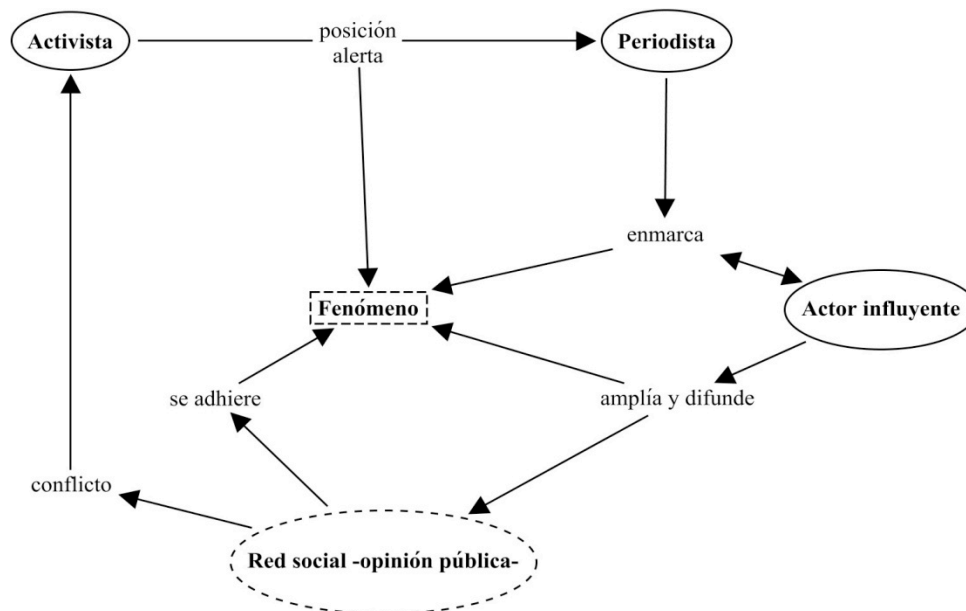 Activista
posición
alerta
Periodista
enmarca
Fenómeno
Actor influyente
se adhiere
amplía y difunde
conflicto
Red social -opinión pública-